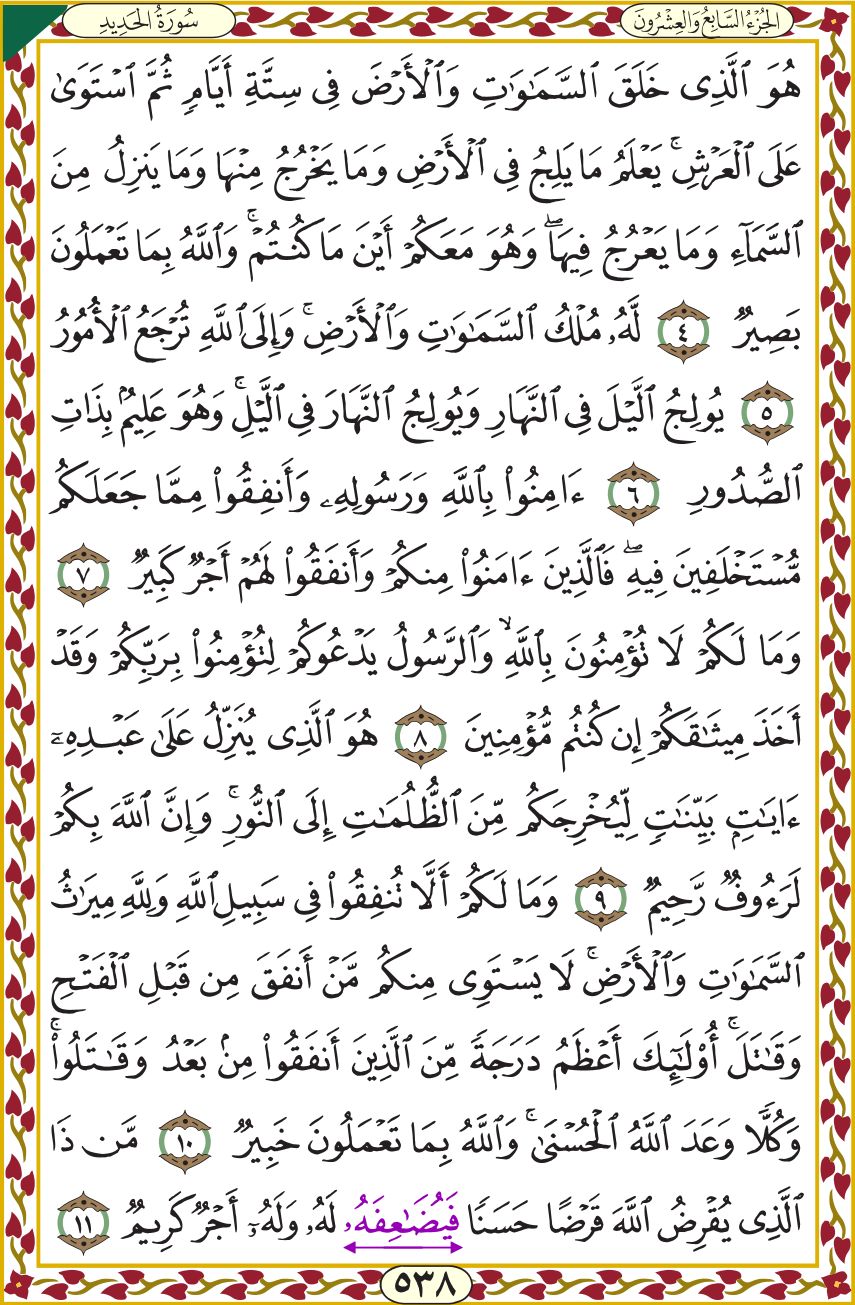 الجُزْءُ السَّابِعُ وَالعِشْرُونَ
سُورَةُ الحَدِيدِ
هُوَ ٱلَّذِى خَلَقَ ٱلسَّمَـٰوَٰتِ وَٱلْأَرْضَ فِى سِتَّةِ أَيَّامٍ ثُمَّ ٱسْتَوَىٰ
عَلَى ٱلْعَرْشِ ۚ يَعْلَمُ مَا يَلِجُ فِى ٱلْأَرْضِ وَمَا يَخْرُجُ مِنْهَا وَمَا يَنزِلُ مِنَ
ٱلسَّمَآءِ وَمَا يَعْرُجُ فِيهَا ۖ وَهُوَ مَعَكُمْ أَيْنَ مَا كُنتُمْ ۚ وَٱللَّهُ بِمَا تَعْمَلُونَ
بَصِيرٌ ٤ لَّهُۥ مُلْكُ ٱلسَّمَـٰوَٰتِ وَٱلْأَرْضِ ۚ وَإِلَى ٱللَّهِ تُرْجَعُ ٱلْأُمُورُ
٥ يُولِجُ ٱلَّيْلَ فِى ٱلنَّهَارِ وَيُولِجُ ٱلنَّهَارَ فِى ٱلَّيْلِ ۚ وَهُوَ عَلِيمٌۢ بِذَاتِ
ٱلصُّدُورِ ٦ ءَامِنُوا۟ بِٱللَّهِ وَرَسُولِهِۦ وَأَنفِقُوا۟ مِمَّا جَعَلَكُم
مُّسْتَخْلَفِينَ فِيهِ ۖ فَٱلَّذِينَ ءَامَنُوا۟ مِنكُمْ وَأَنفَقُوا۟ لَهُمْ أَجْرٌ كَبِيرٌ ٧
وَمَا لَكُمْ لَا تُؤْمِنُونَ بِٱللَّهِ ۙ وَٱلرَّسُولُ يَدْعُوكُمْ لِتُؤْمِنُوا۟ بِرَبِّكُمْ وَقَدْ
أَخَذَ مِيثَـٰقَكُمْ إِن كُنتُم مُّؤْمِنِينَ ٨ هُوَ ٱلَّذِى يُنَزِّلُ عَلَىٰ عَبْدِهِۦٓ
ءَايَـٰتٍۭ بَيِّنَـٰتٍ لِّيُخْرِجَكُم مِّنَ ٱلظُّلُمَـٰتِ إِلَى ٱلنُّورِ ۚ وَإِنَّ ٱللَّهَ بِكُمْ
لَرَءُوفٌ رَّحِيمٌ ٩ وَمَا لَكُمْ أَلَّا تُنفِقُوا۟ فِى سَبِيلِ ٱللَّهِ وَلِلَّهِ مِيرَٰثُ
ٱلسَّمَـٰوَٰتِ وَٱلْأَرْضِ ۚ لَا يَسْتَوِى مِنكُم مَّنْ أَنفَقَ مِن قَبْلِ ٱلْفَتْحِ
وَقَـٰتَلَ ۚ أُو۟لَـٰٓئِكَ أَعْظَمُ دَرَجَةً مِّنَ ٱلَّذِينَ أَنفَقُوا۟ مِنۢ بَعْدُ وَقَـٰتَلُوا۟ ۚ
وَكُلًّا وَعَدَ ٱللَّهُ ٱلْحُسْنَىٰ ۚ وَٱللَّهُ بِمَا تَعْمَلُونَ خَبِيرٌ ١٠ مَّن ذَا
ٱلَّذِى يُقْرِضُ ٱللَّهَ قَرْضًا حَسَنًا فَيُضَـٰعِفَهُۥ لَهُۥ وَلَهُۥٓ أَجْرٌ كَرِيمٌ ١١
٥٣٨